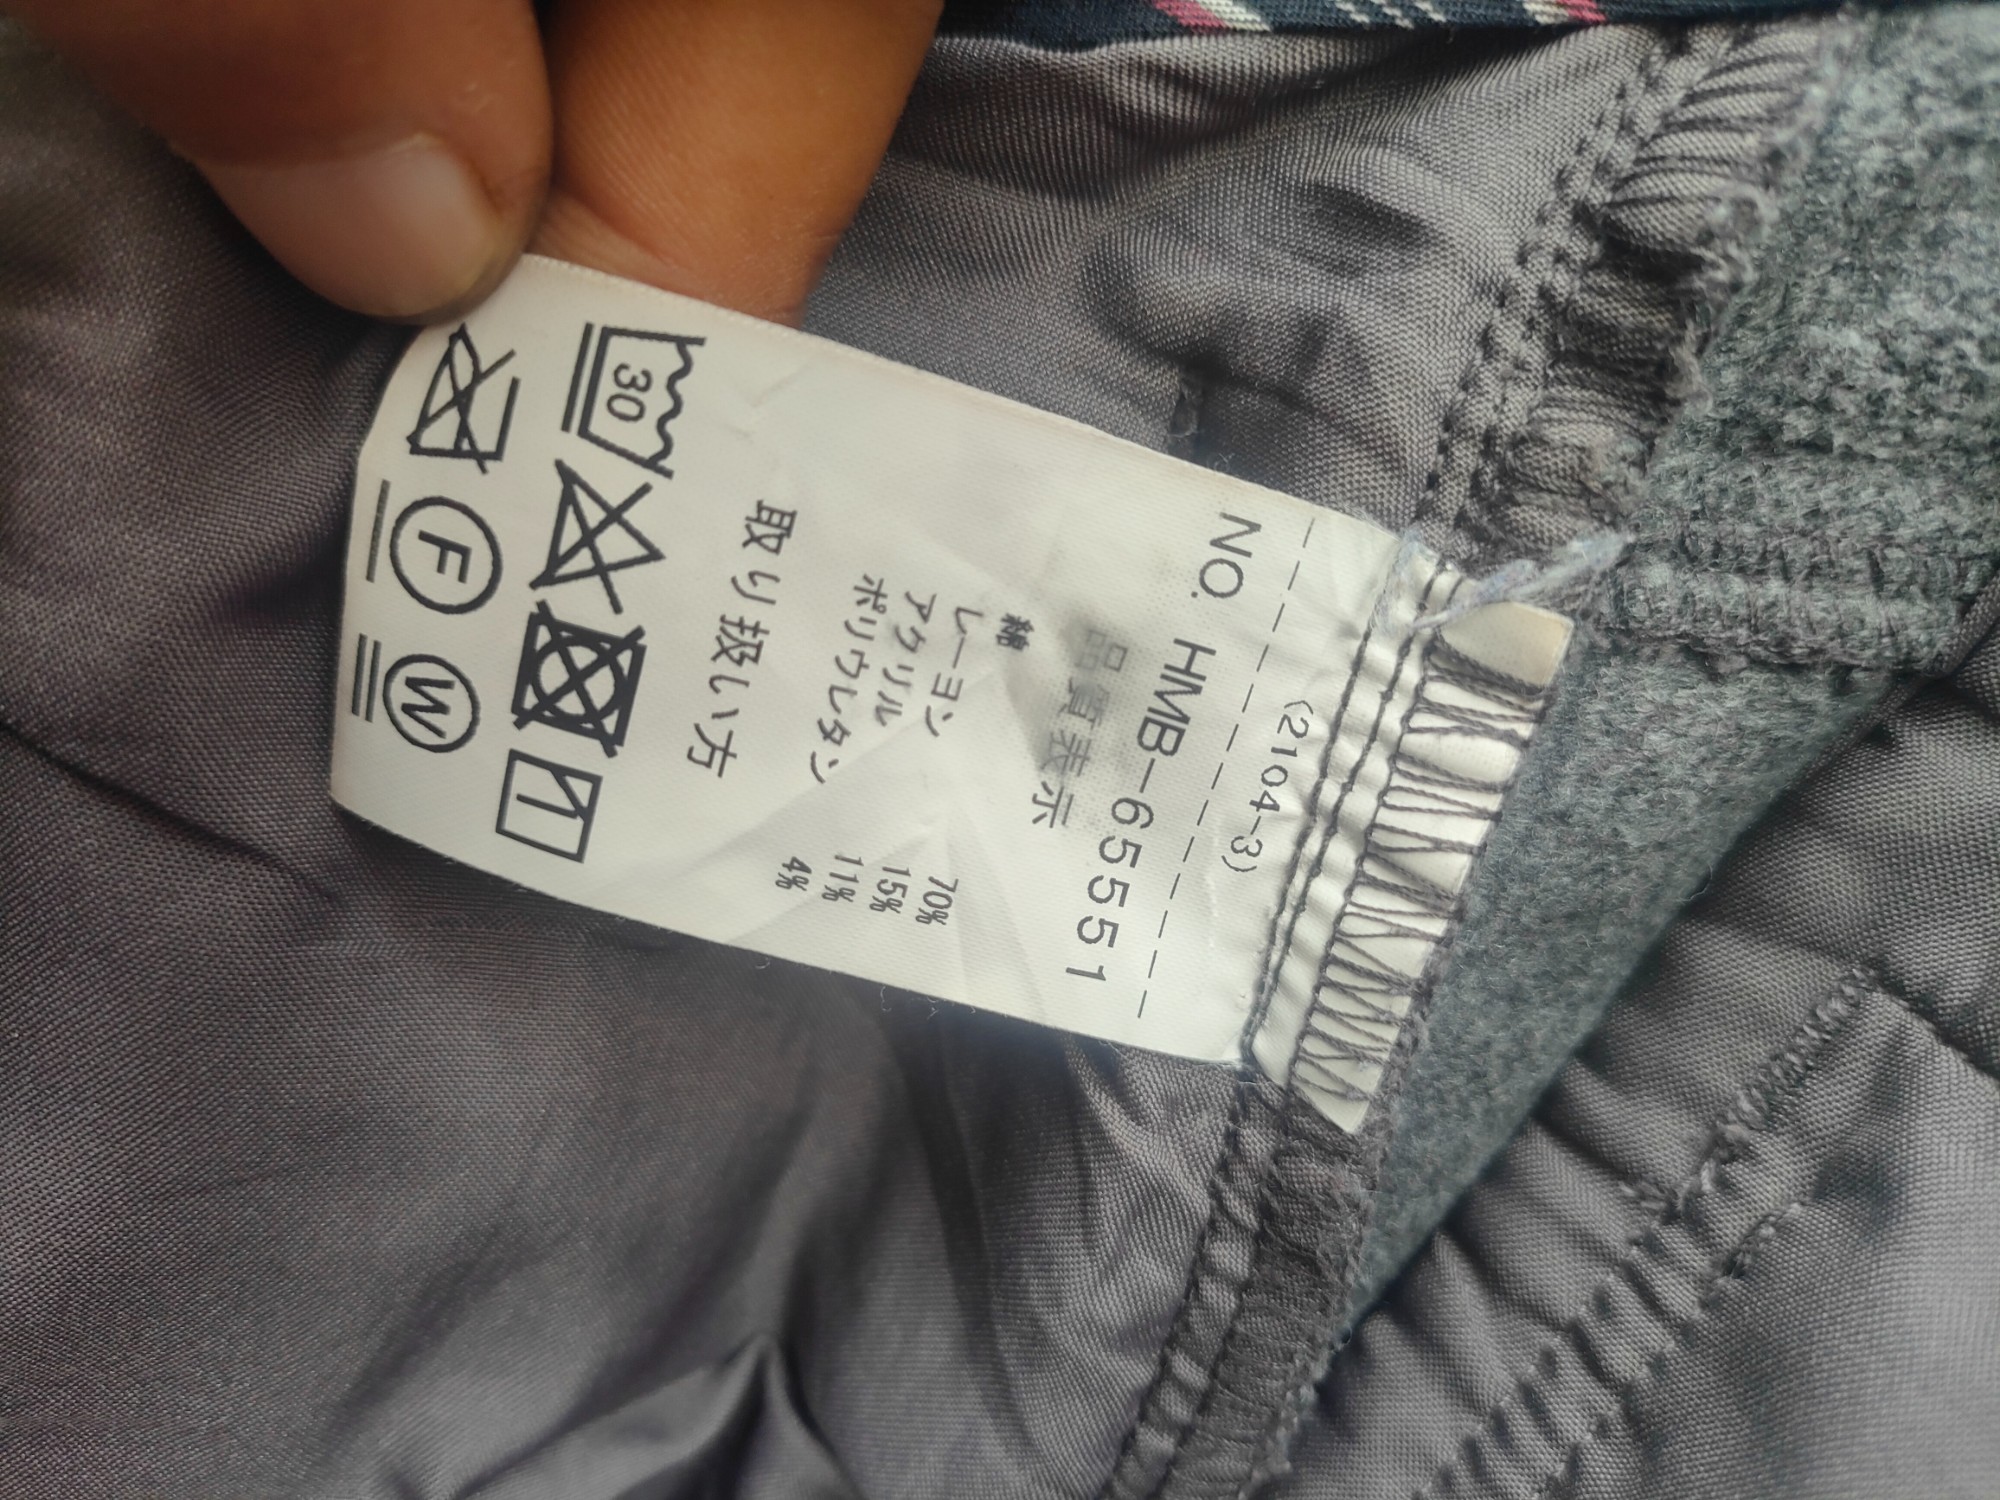 (2104-3)
NO. HMB-65551
品質表示
綿 70%
レーヨン 15%
アクリル 11%
ポリウレタン 4%
取り扱い方
30
F W